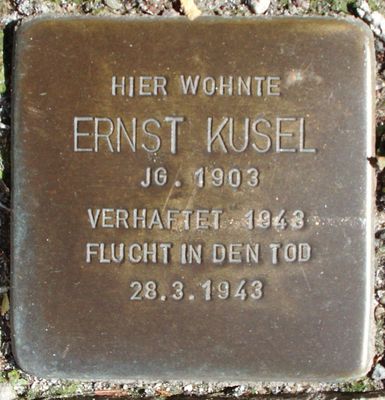 HIER WOHNTE
ERNST KUSEL
JG. 1903
VERHAFTET 1943
FLUCHT IN DEN TOD
28.3.1943